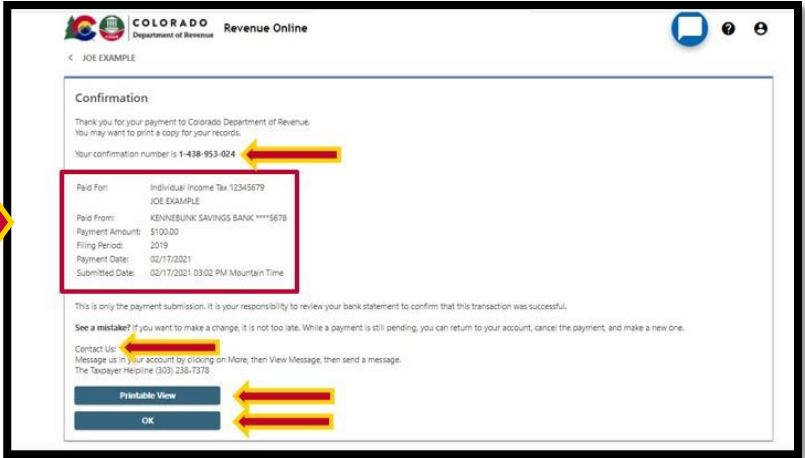 COLORADO
Department of Revenue
Revenue Online
< JOE EXAMPLE
Confirmation
Thank you for your payment to Colorado Department of Revenue.
You may want to print a copy for your records.
Your confirmation number is 1-438-953-024
Paid For: Individual Income Tax 12345679
JOE EXAMPLE
Paid From: KENNEBUNK SAVINGS BANK ****5678
Payment Amount: $100.00
Filing Period: 2019
Payment Date: 02/17/2021
Submitted Date: 02/17/2021 03:02 PM Mountain Time
This is only the payment submission. It is your responsibility to review your bank statement to confirm that this transaction was successful.
See a mistake? If you want to make a change, it is not too late. While a payment is still pending, you can return to your account, cancel the payment, and make a new one.
Contact Us:
Message us in your account by clicking on More, then View Message, then send a message.
The Taxpayer Helpline (303) 238-7378
Printable View
OK